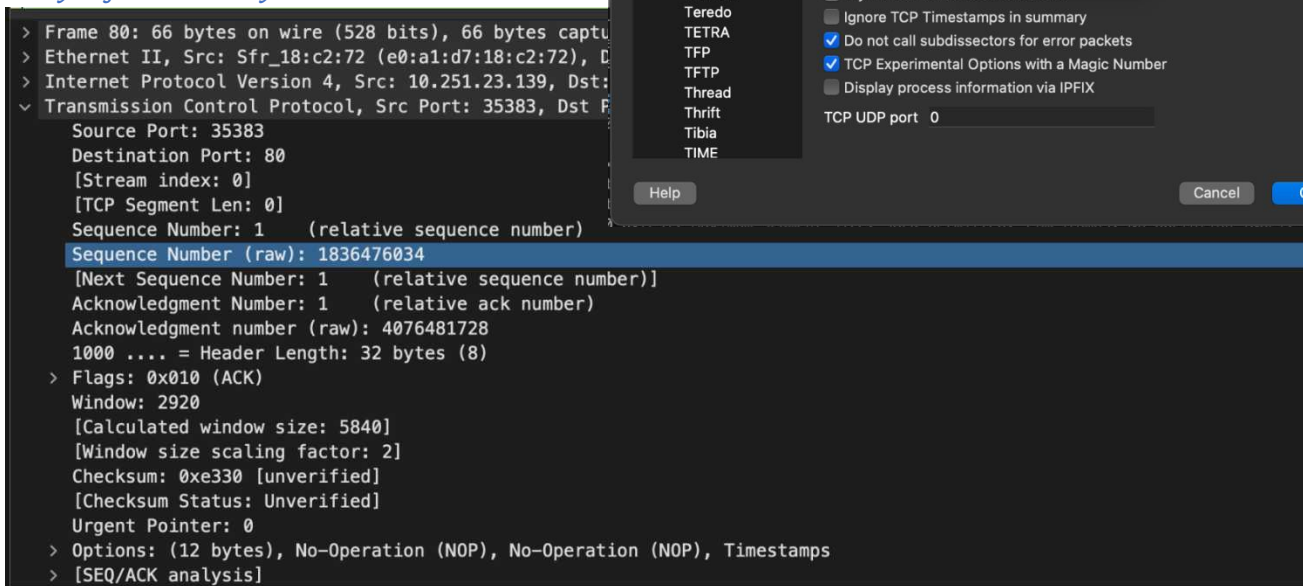 > Frame 80: 66 bytes on wire (528 bits), 66 bytes
> Ethernet II, Src: Sfr_18:c2:72 (e0:a1:d7:18:c2:72),
> Internet Protocol Version 4, Src: 10.251.23.139, Dst:
Transmission Control Protocol, Src Port: 35383, Dst
Source Port: 35383
Destination Port: 80
[Stream index: 0]
[TCP Segment Len: 0]
Sequence Number: 1 (relative sequence number)
Sequence Number (raw): 1836476034
[Next Sequence Number: 1 (relative sequence number)]
Acknowledgment Number: 1 (relative ack number)
Acknowledgment number (raw): 4076481728
1000 .... = Header Length: 32 bytes (8)
> Flags: 0x010 (ACK)
Window: 2920
[Calculated window size: 5840]
[Window size scaling factor: 2]
Checksum: 0xe330 [unverified]
[Checksum Status: Unverified]
Urgent Pointer: 0
> Options: (12 bytes), No-Operation (NOP), No-Operation (NOP), Timestamps
> [SEQ/ACK analysis]
Teredo
TETRA
TFP
TFTP
Thread
Thrift
Tibia
TIME
Ignore TCP Timestamps in summary
Do not call subdissectors for error packets
TCP Experimental Options with a Magic Number
Display process information via IPFIX
TCP UDP port 0
Help
Cancel